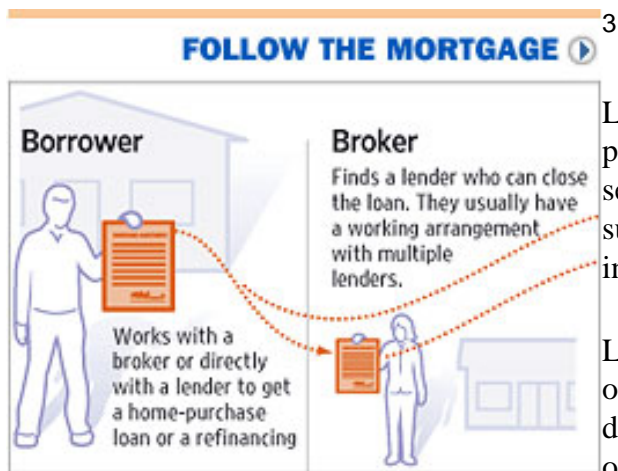 3
FOLLOW THE MORTGAGE
Borrower
Works with a
broker or directly
with a lender to get
a home-purchase
loan or a refinancing
Broker
Finds a lender who can close
the loan. They usually have
a working arrangement
with multiple
lenders.